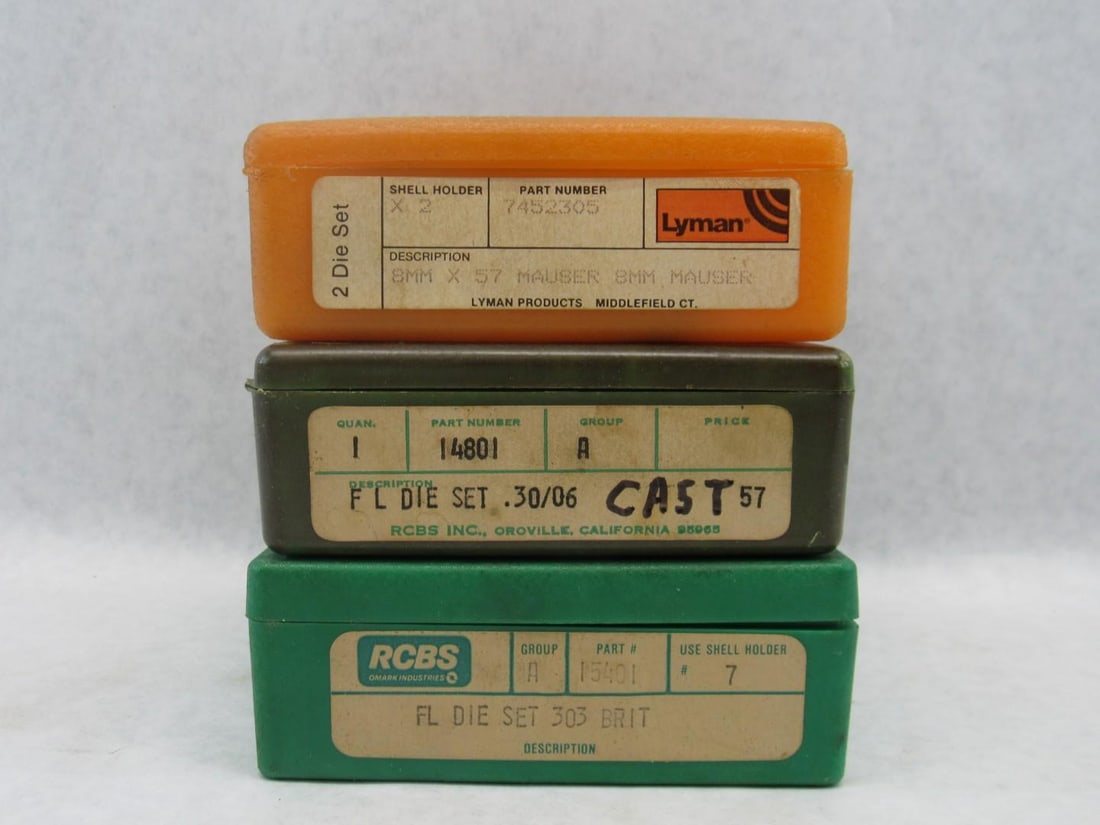 2 Die Set
SHELL HOLDER PART NUMBER
X 2 7452305
Lyman®
DESCRIPTION
8MM X 57 MAUSER 8MM MAUSER
LYMAN PRODUCTS MIDDLEFIELD CT.
QUAN. PART NUMBER GROUP PRICE
1 14801 A
DESCRIPTION
F L DIE SET .30/06 CAST 57
RCBS INC., OROVILLE, CALIFORNIA 95965
RCBS
OMARK INDUSTRIES
GROUP PART # USE SHELL HOLDER
A 15401 # 7
FL DIE SET 303 BRIT
DESCRIPTION